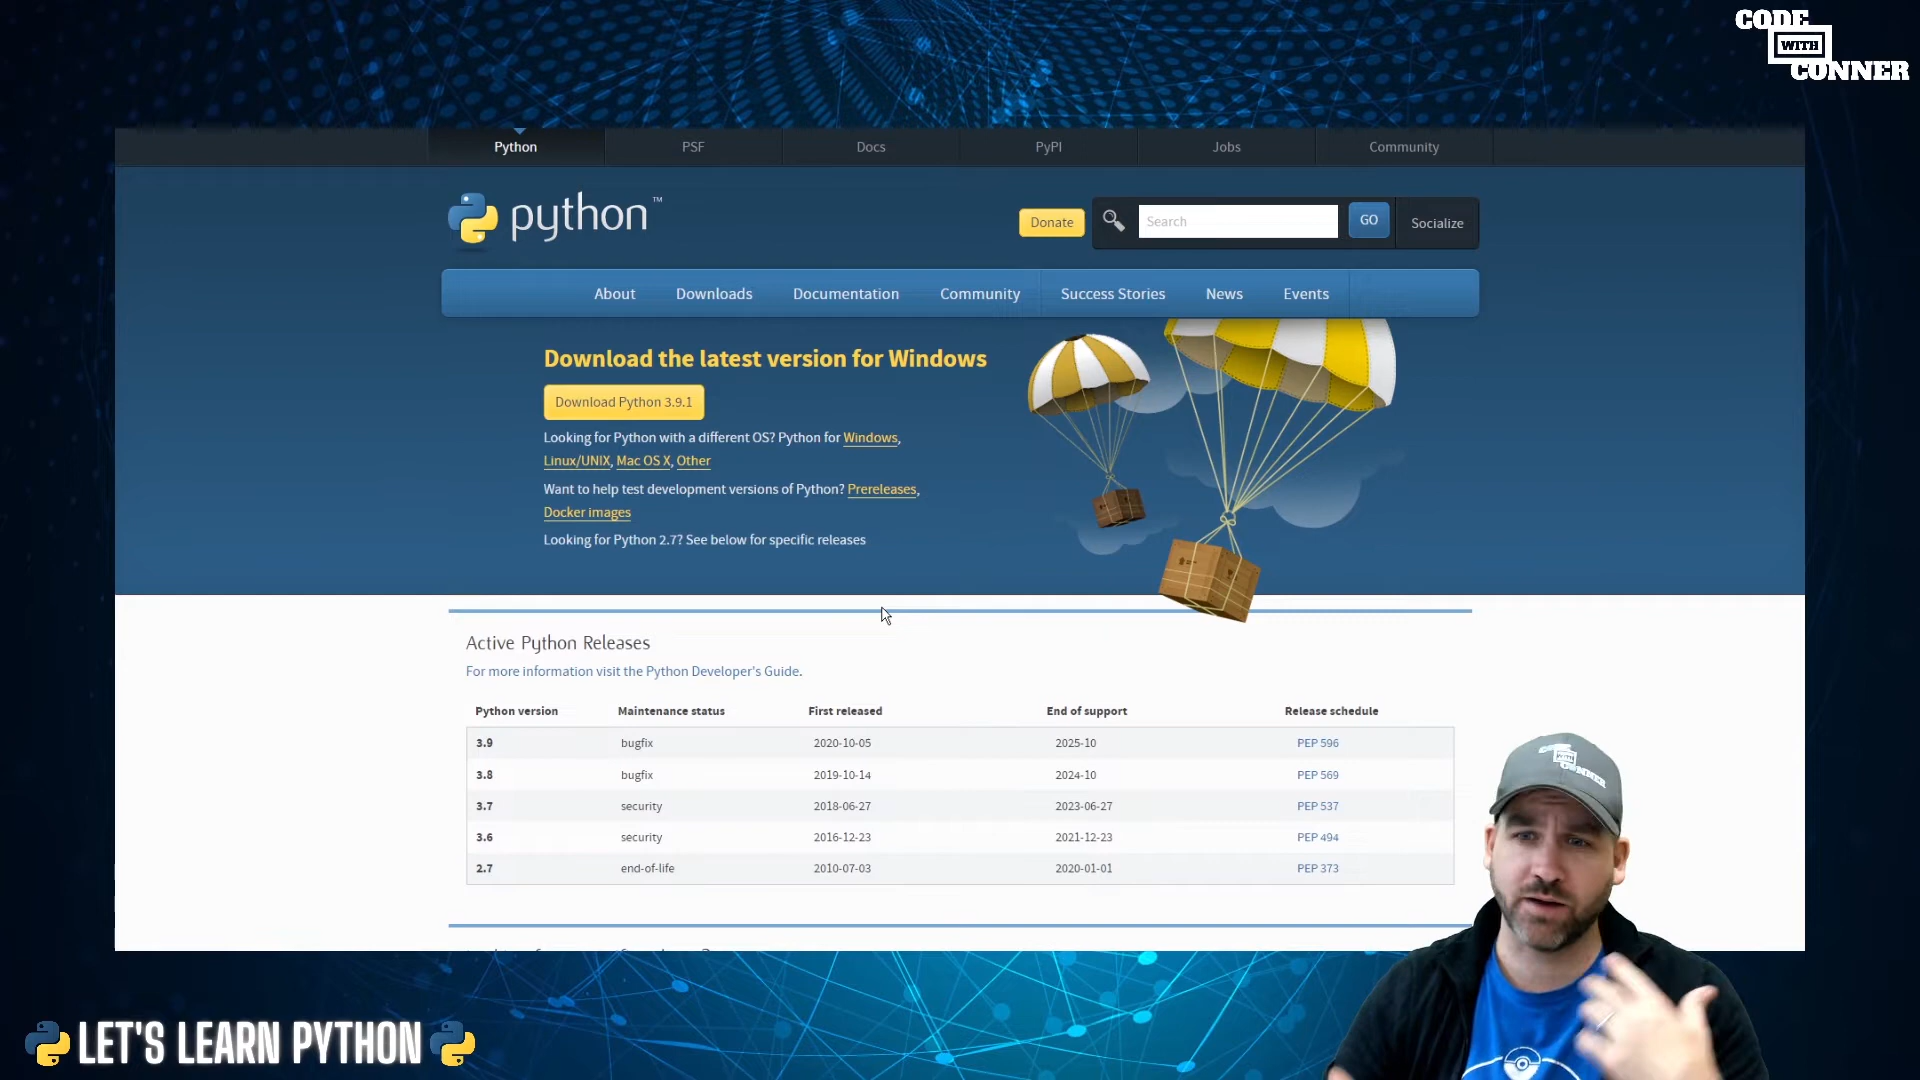 CODE
WITH
CONNER
Python
PSF
Docs
PyPI
Jobs
Community
python™
Donate
Search
GO
Socialize
About
Downloads
Documentation
Community
Success Stories
News
Events
Download the latest version for Windows
Download Python 3.9.1
Looking for Python with a different OS? Python for Windows,
Linux/UNIX, Mac OS X, Other
Want to help test development versions of Python? Prereleases,
Docker images
Looking for Python 2.7? See below for specific releases
Active Python Releases
For more information visit the Python Developer's Guide.
Python version Maintenance status First released End of support Release schedule
3.9 bugfix 2020-10-05 2025-10 PEP 596
3.8 bugfix 2019-10-14 2024-10 PEP 569
3.7 security 2018-06-27 2023-06-27 PEP 537
3.6 security 2016-12-23 2021-12-23 PEP 494
2.7 end-of-life 2010-07-03 2020-01-01 PEP 373
CODE
WITH
CONNER
LET'S LEARN PYTHON